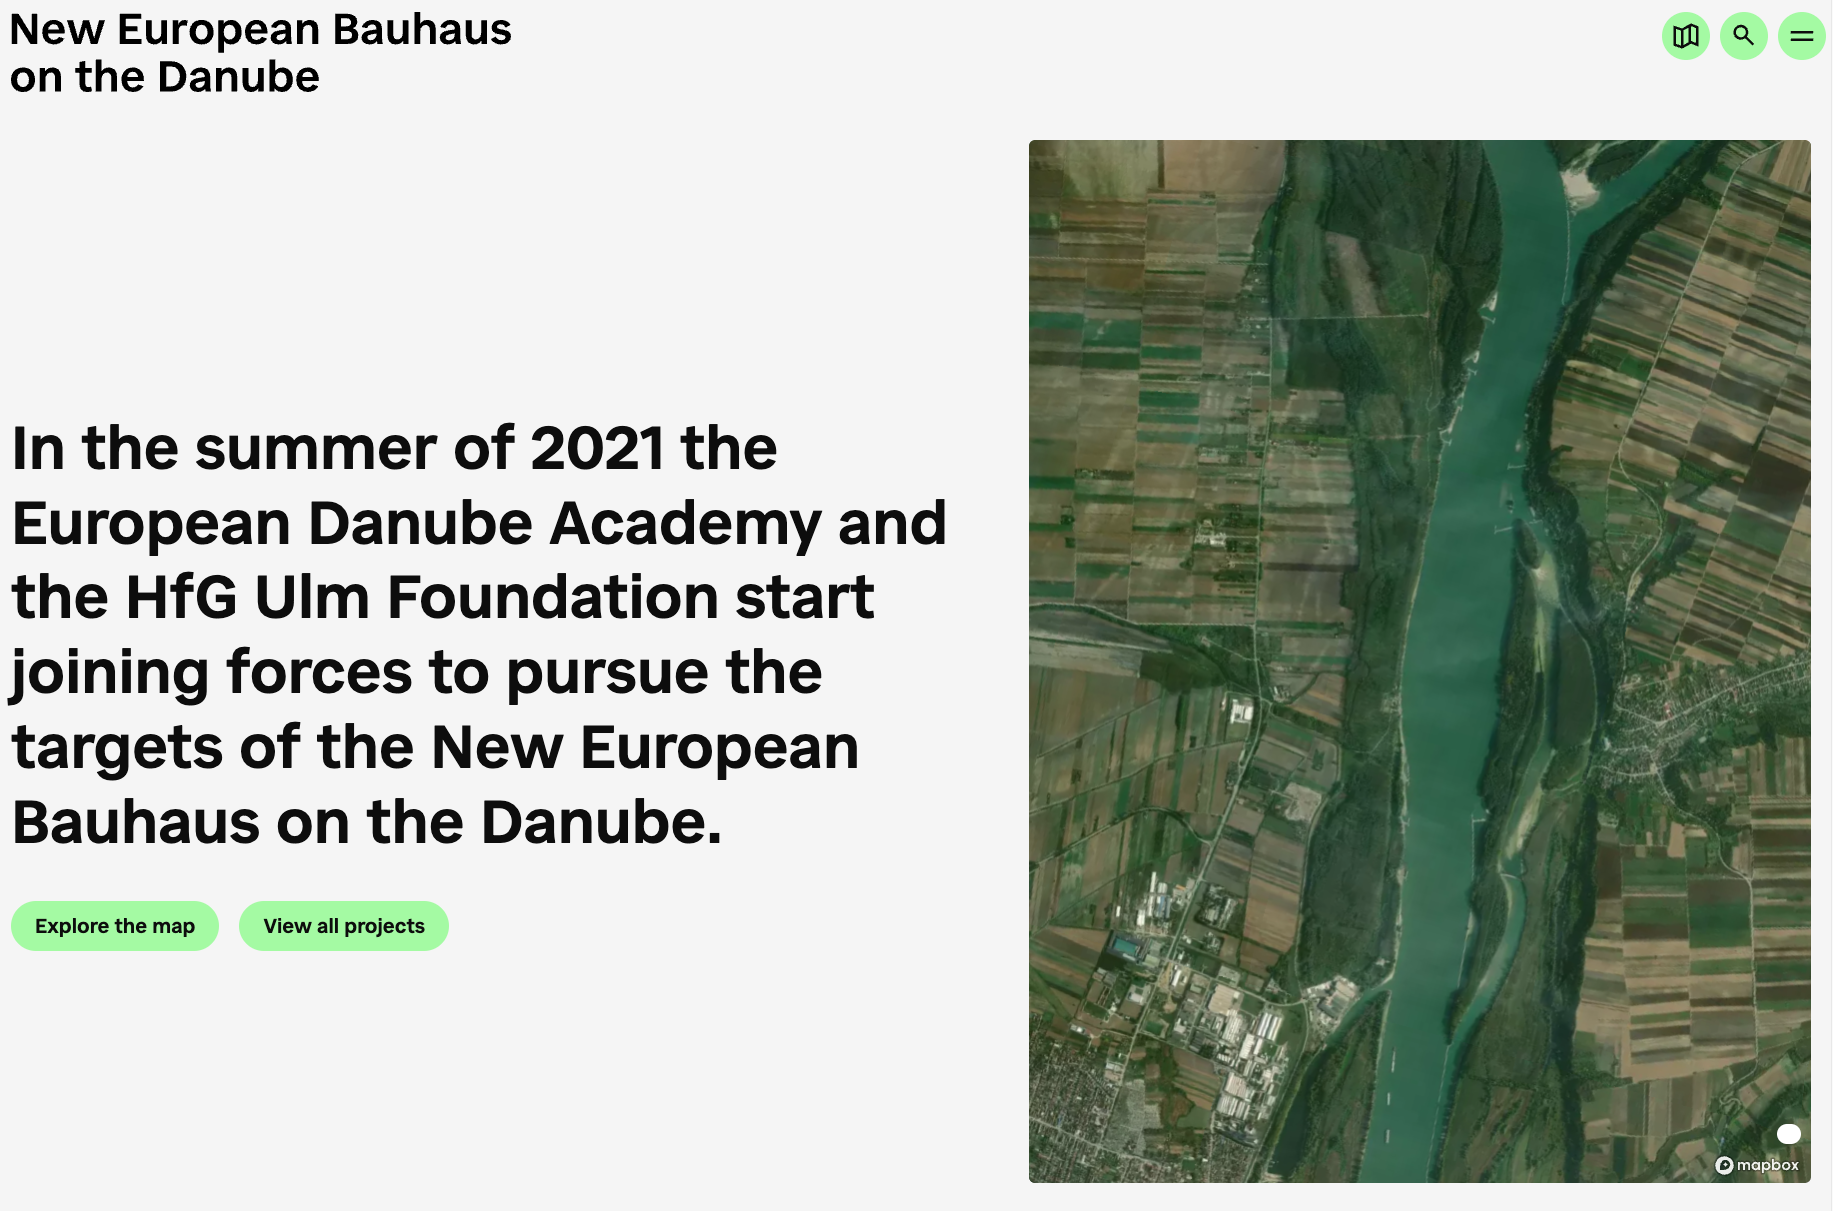 New European Bauhaus
on the Danube
In the summer of 2021 the
European Danube Academy and
the HfG Ulm Foundation start
joining forces to pursue the
targets of the New European
Bauhaus on the Danube.
Explore the map
View all projects
mapbox